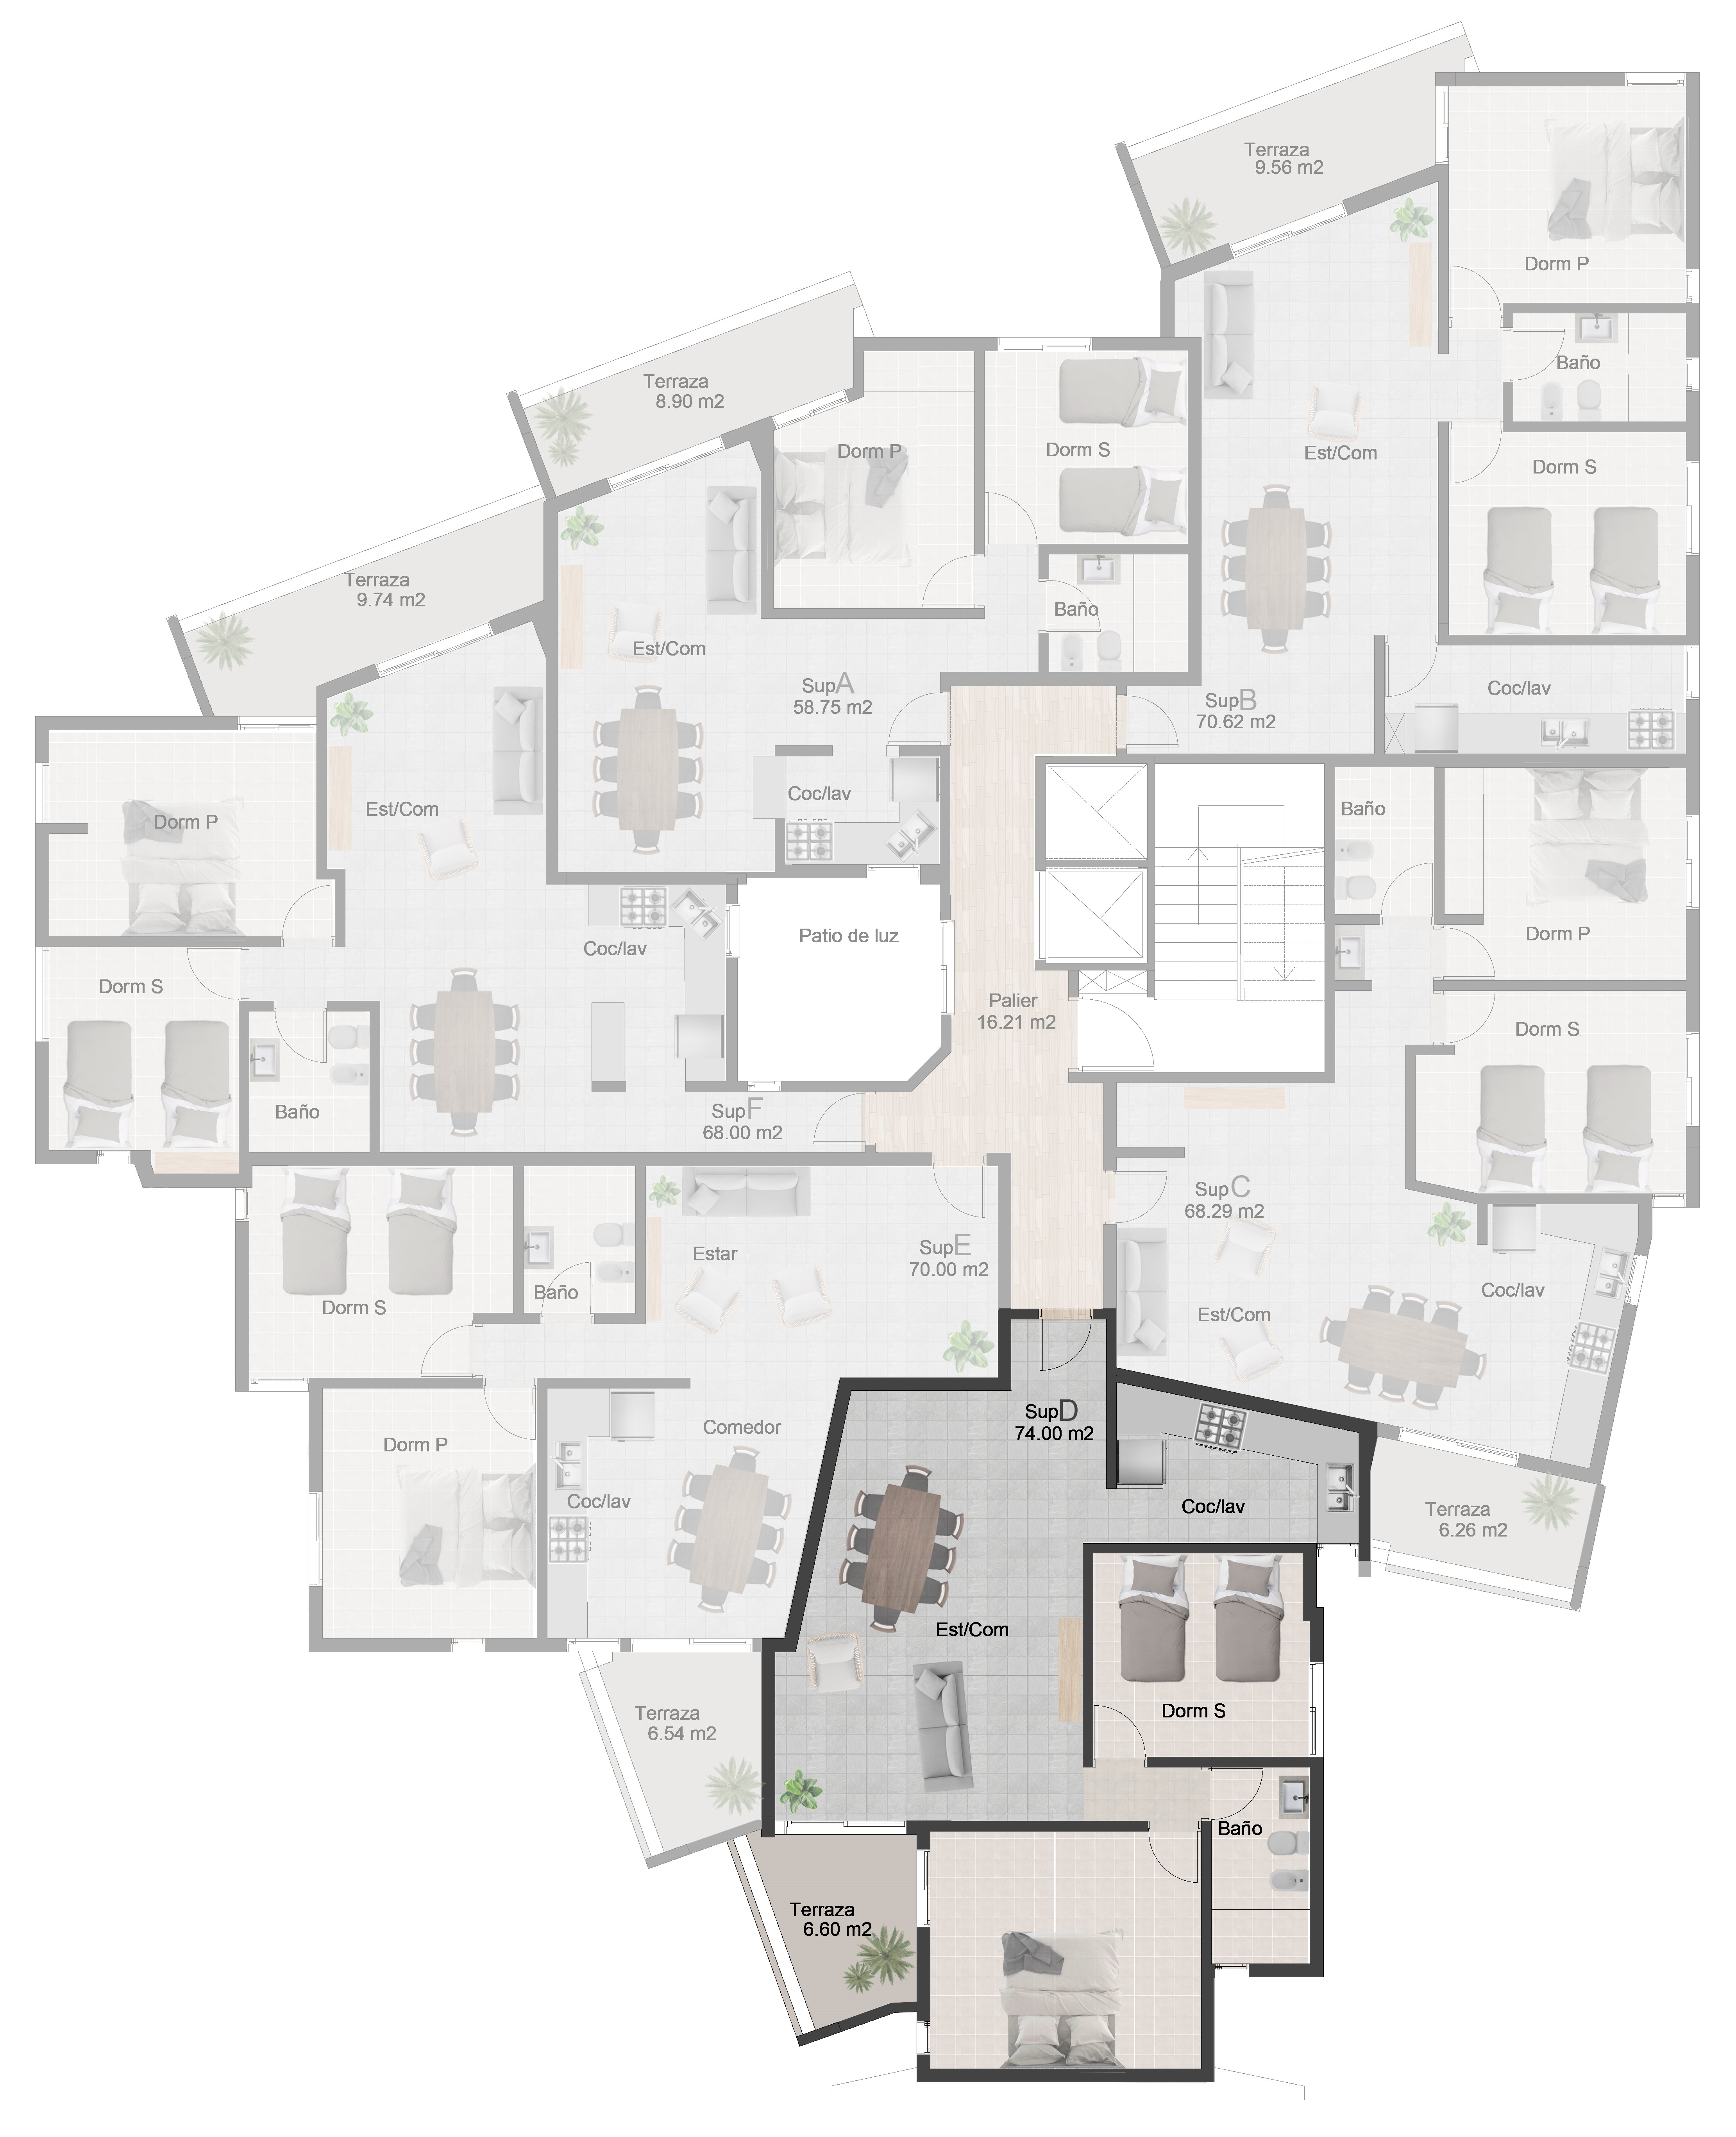 Terraza
9.56 m2
Dorm P
Baño
Est/Com
Dorm S
Coc/lav
SupB
70.62 m2
Terraza
8.90 m2
Dorm P
Dorm S
Baño
Est/Com
SupA
58.75 m2
Coc/lav
Terraza
9.74 m2
Est/Com
Dorm P
Coc/lav
Dorm S
Baño
SupF
68.00 m2
Patio de luz
Palier
16.21 m2
Baño
Dorm P
Dorm S
SupC
68.29 m2
Est/Com
Coc/lav
Terraza
6.26 m2
Estar
SupE
70.00 m2
Baño
Dorm S
Dorm P
Comedor
Coc/lav
Terraza
6.54 m2
SupD
74.00 m2
Coc/lav
Est/Com
Dorm S
Baño
Terraza
6.60 m2